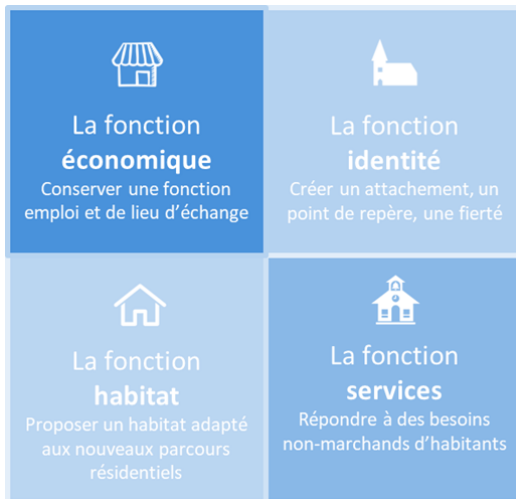 La fonction
économique
Conserver une fonction
emploi et de lieu d'échange
La fonction
identité
Créer un attachement, un
point de repère, une fierté
La fonction
habitat
Proposer un habitat adapté
aux nouveaux parcours
résidentiels
La fonction
services
Répondre à des besoins
non-marchands d'habitants